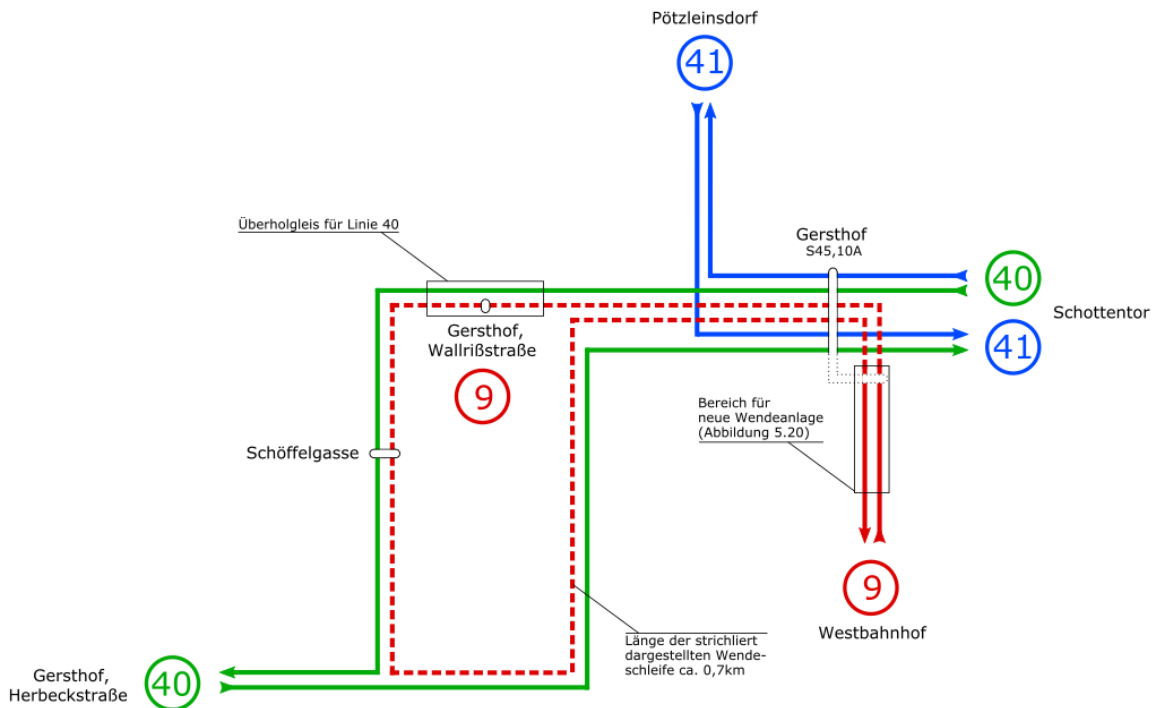 Pötzleinsdorf
41
Überholgleis für Linie 40
Gersthof
S45,10A
40
Schottentor
41
Gersthof,
Wallrißstraße
9
Bereich für
neue Wendeanlage
(Abbildung 5.20)
Schöffelgasse
9
Westbahnhof
Länge der strichliert
dargestellten Wende-
schleife ca. 0,7km
Gersthof,
Herbeckstraße
40